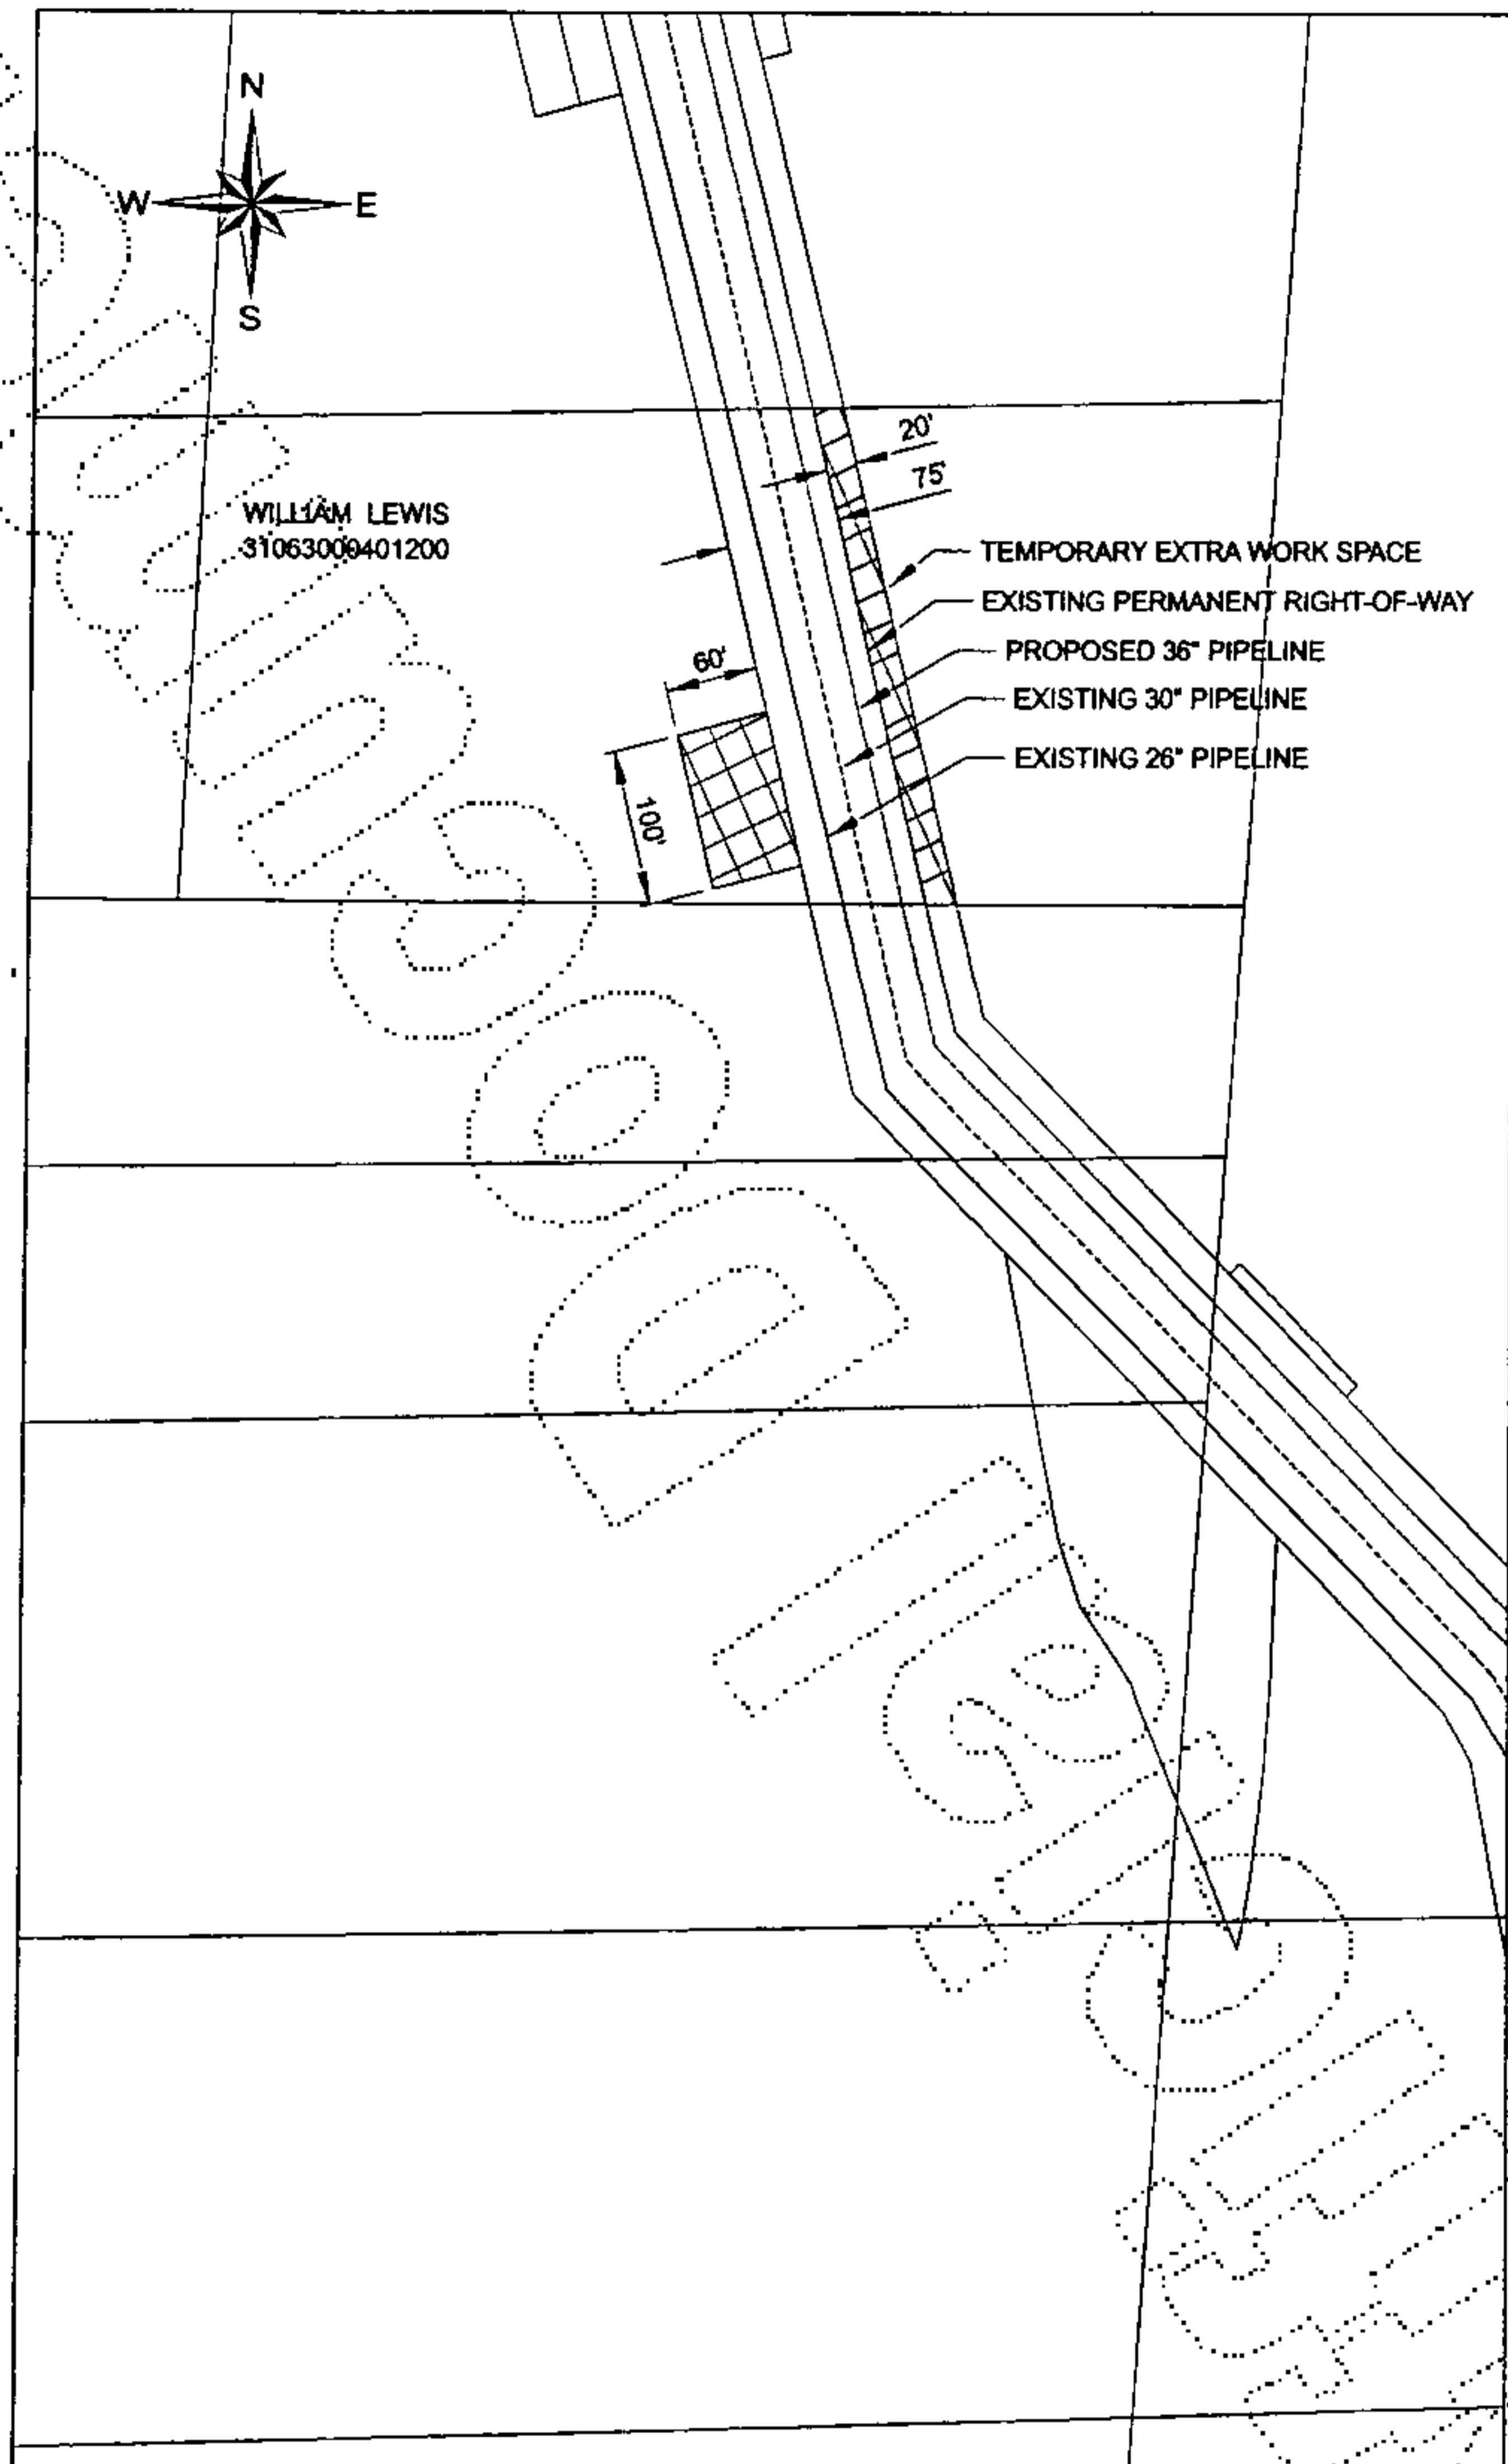 N
W E
S
20'
75'
WILLIAM LEWIS
310630000401200
TEMPORARY EXTRA WORK SPACE
EXISTING PERMANENT RIGHT-OF-WAY
PROPOSED 36" PIPELINE
60'
EXISTING 30" PIPELINE
EXISTING 26" PIPELINE
100'